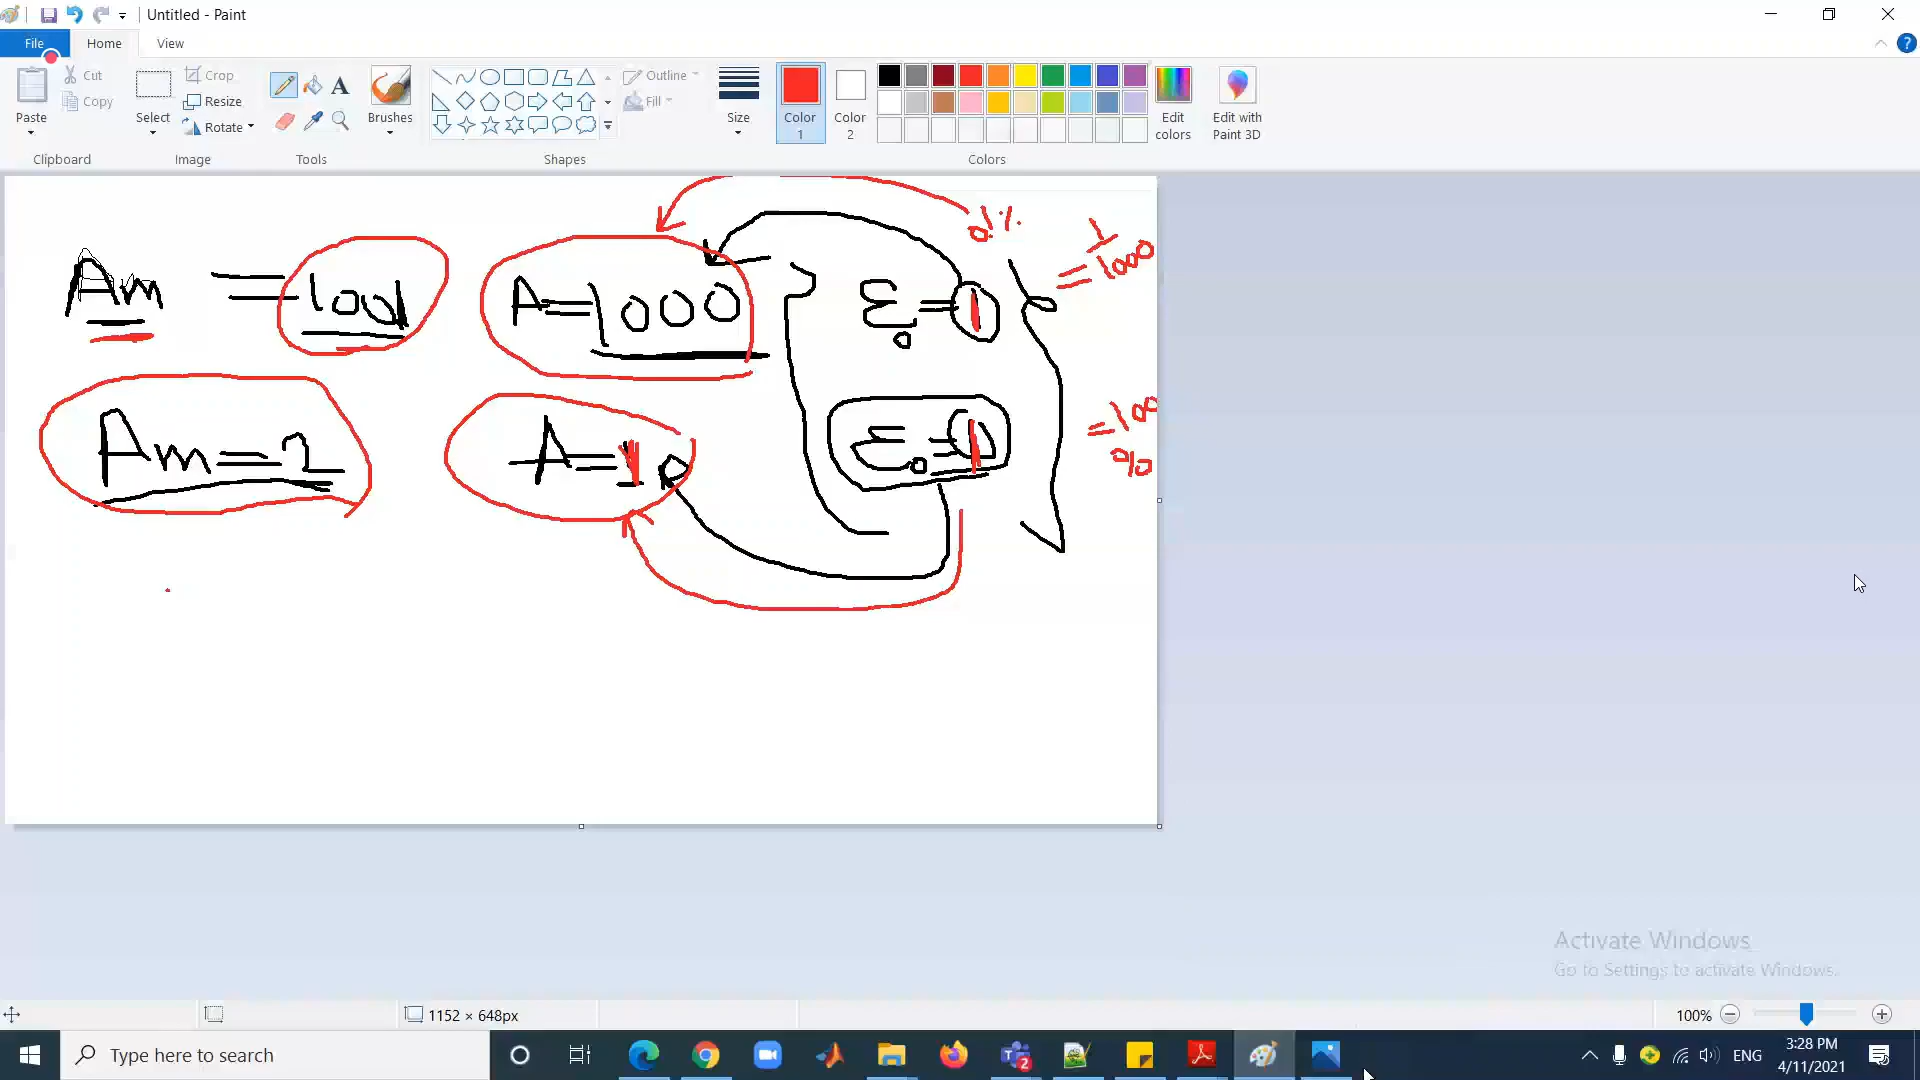 Untitled - Paint
File Home View
Paste Cut Copy
Select Crop Resize Rotate
Brushes
Outline Fill
Size
Color 1
Color 2
Edit colors
Edit with Paint 3D
Clipboard Image Tools Shapes Colors
0.1%
Am = 1001 A=1000 ε₀=1 = 1/1000
Am=2 A=1 ε₀=1 =100 %
Activate Windows
Go to Settings to activate Windows.
1152 × 648px 100%
Type here to search
2
ENG
3:28 PM
4/11/2021